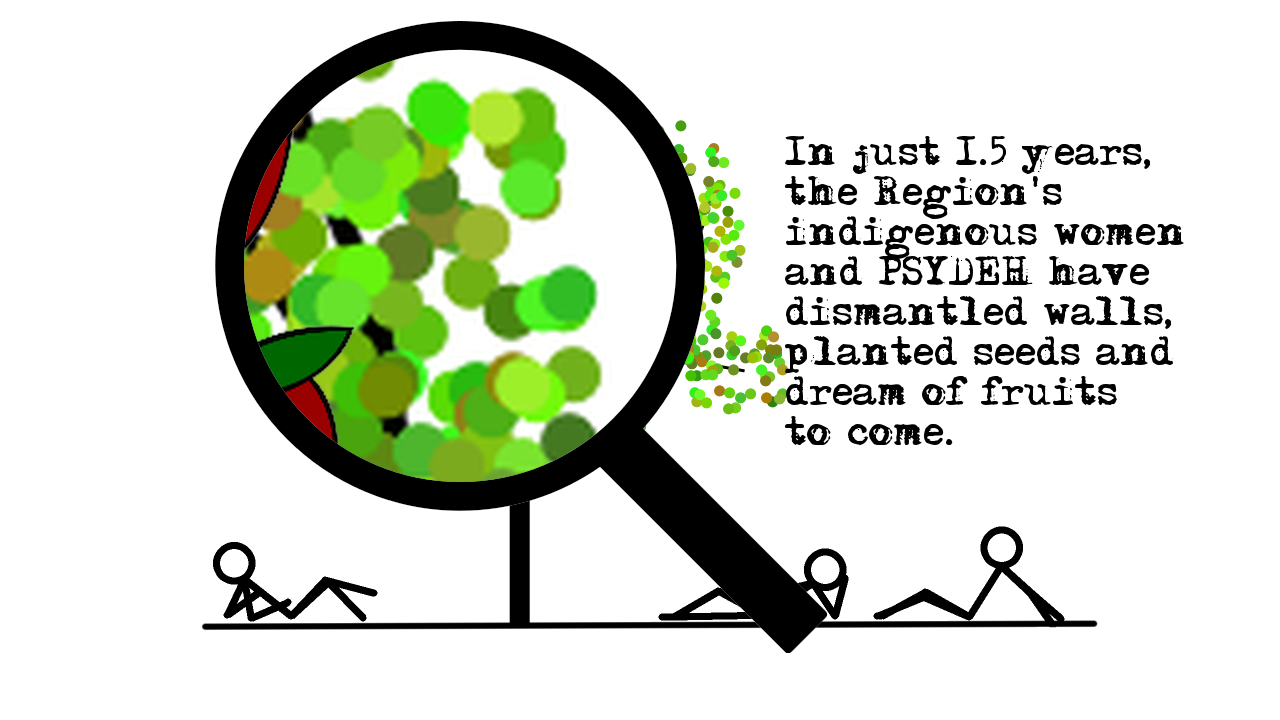 In just 1.5 years,
the Region's
indigenous women
and PSYDEH have
dismantled walls,
planted seeds and
dream of fruits
to come.